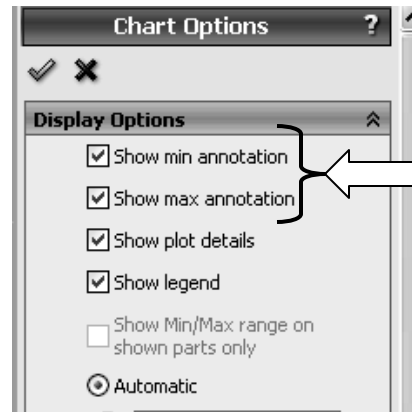 Chart Options ?
Display Options
Show min annotation
Show max annotation
Show plot details
Show legend
Show Min/Max range on
shown parts only
Automatic